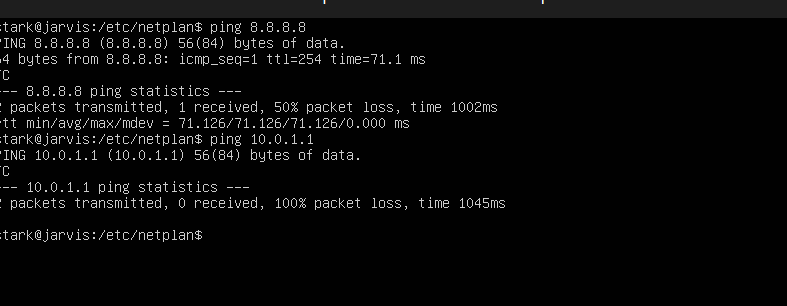 stark@jarvis:/etc/netplan$ ping 8.8.8.8
PING 8.8.8.8 (8.8.8.8) 56(84) bytes of data.
64 bytes from 8.8.8.8: icmp_seq=1 ttl=254 time=71.1 ms
^C
--- 8.8.8.8 ping statistics ---
2 packets transmitted, 1 received, 50% packet loss, time 1002ms
rtt min/avg/max/mdev = 71.126/71.126/71.126/0.000 ms
stark@jarvis:/etc/netplan$ ping 10.0.1.1
PING 10.0.1.1 (10.0.1.1) 56(84) bytes of data.
^C
--- 10.0.1.1 ping statistics ---
2 packets transmitted, 0 received, 100% packet loss, time 1045ms
stark@jarvis:/etc/netplan$